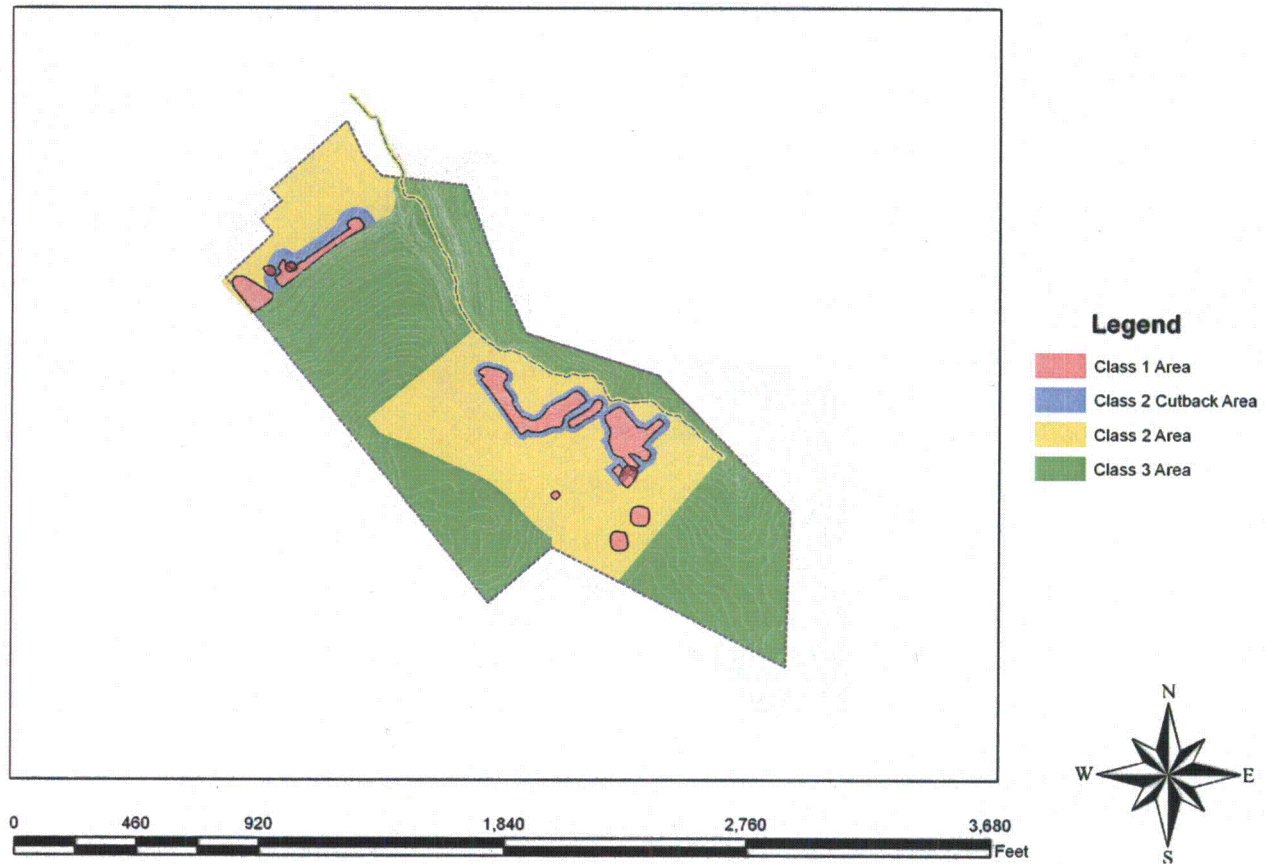 Legend
Class 1 Area
Class 2 Cutback Area
Class 2 Area
Class 3 Area
N
W E
S
0 460 920 1,840 2,760 3,680
Feet